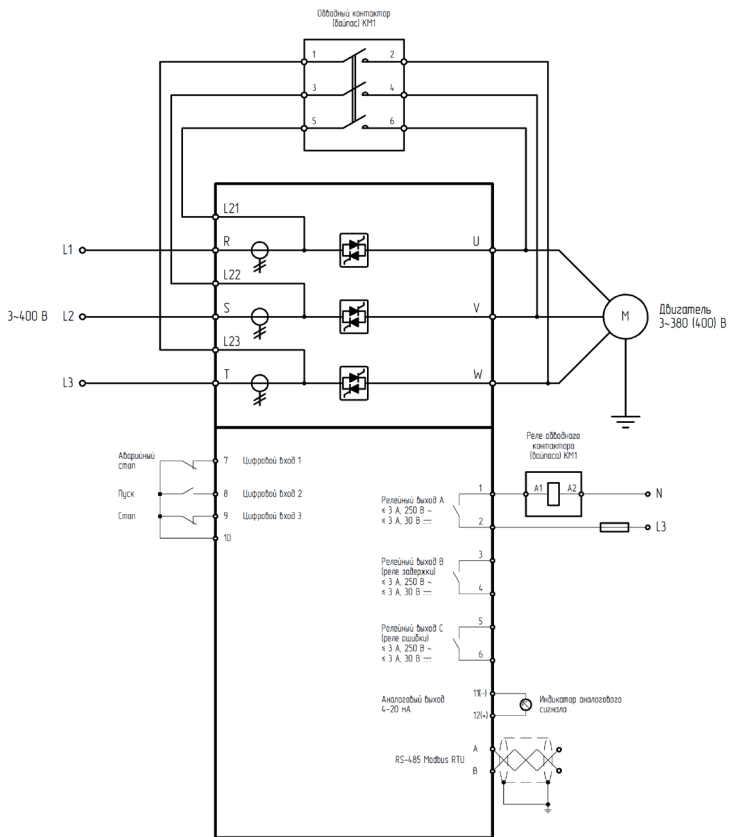 Обводный контактор
(байпас) KM1
1
2
3
4
5
6
L21
L1
R
U
L22
3~400 В
L2
S
V
M
Двигатель
3~380 (400) В
L23
L3
T
W
Аварийный
стоп
7
Цифровой вход 1
Пуск
8
Цифровой вход 2
Стоп
9
Цифровой вход 3
10
Реле обводного
контактора
(байпаса) KM1
Релейный выход A
≤ 3 А, 250 В ~
≤ 3 А, 30 В ⎓
1
A1
A2
N
2
L3
Релейный выход B
(реле задержки)
≤ 3 А, 250 В ~
≤ 3 А, 30 В ⎓
3
4
Релейный выход C
(реле ошибки)
≤ 3 А, 250 В ~
≤ 3 А, 30 В ⎓
5
6
Аналоговый выход
4-20 мА
11(-)
12(+)
Индикатор аналогового
сигнала
RS-485 Modbus RTU
A
B